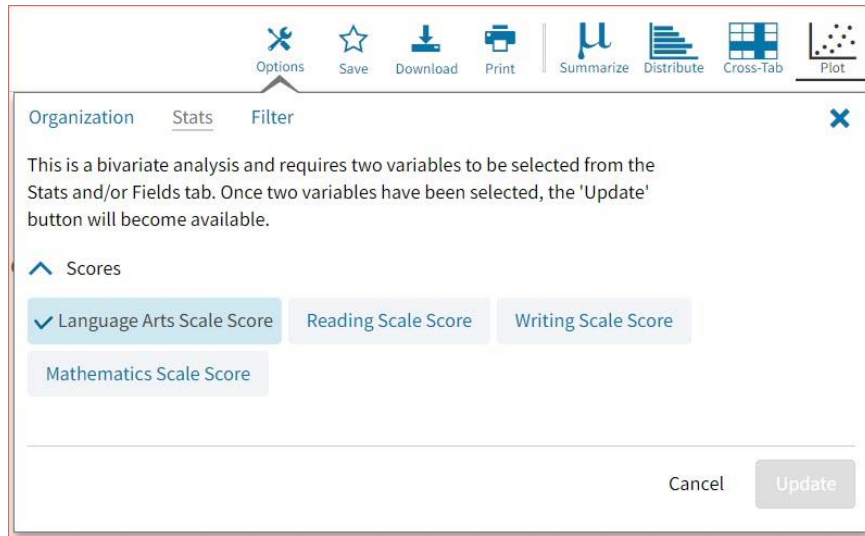 Options Save Download Print Summarize Distribute Cross-Tab Plot
Organization Stats Filter
This is a bivariate analysis and requires two variables to be selected from the
Stats and/or Fields tab. Once two variables have been selected, the 'Update'
button will become available.
Scores
Language Arts Scale Score Reading Scale Score Writing Scale Score
Mathematics Scale Score
Cancel Update